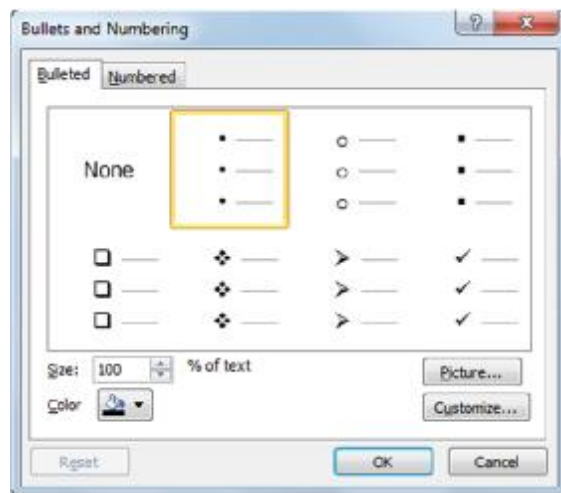 Bullets and Numbering
Bulleted Numbered
None
Size: 100 % of text
Picture...
Color
Customize...
Reset OK Cancel